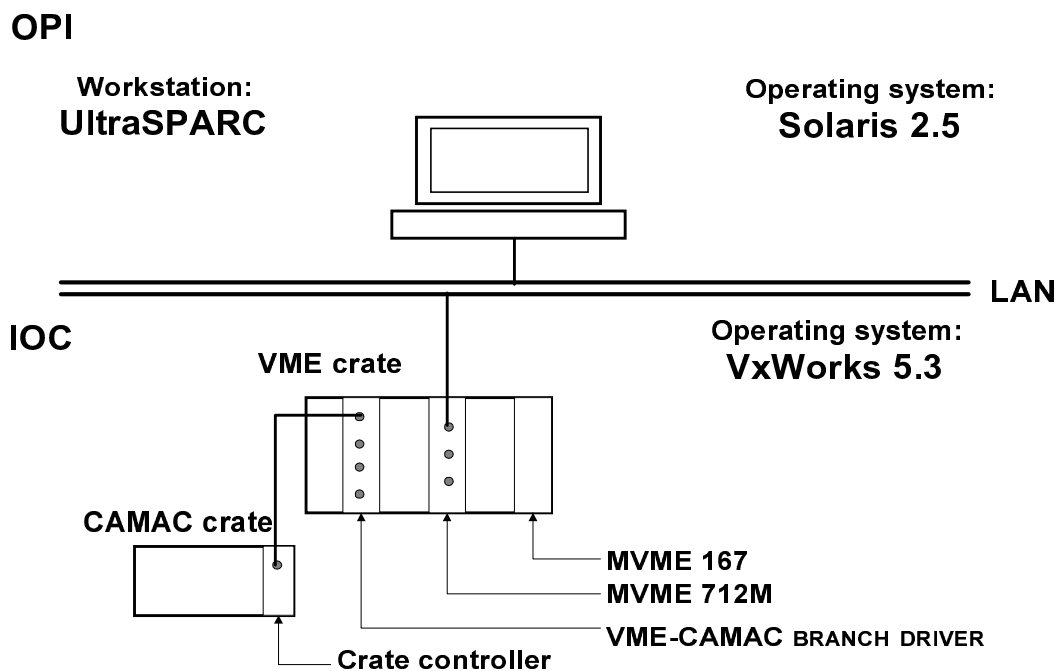 OPI
Workstation:
UltraSPARC
Operating system:
Solaris 2.5
LAN
IOC
Operating system:
VxWorks 5.3
VME crate
CAMAC crate
MVME 167
MVME 712M
VME-CAMAC BRANCH DRIVER
Crate controller